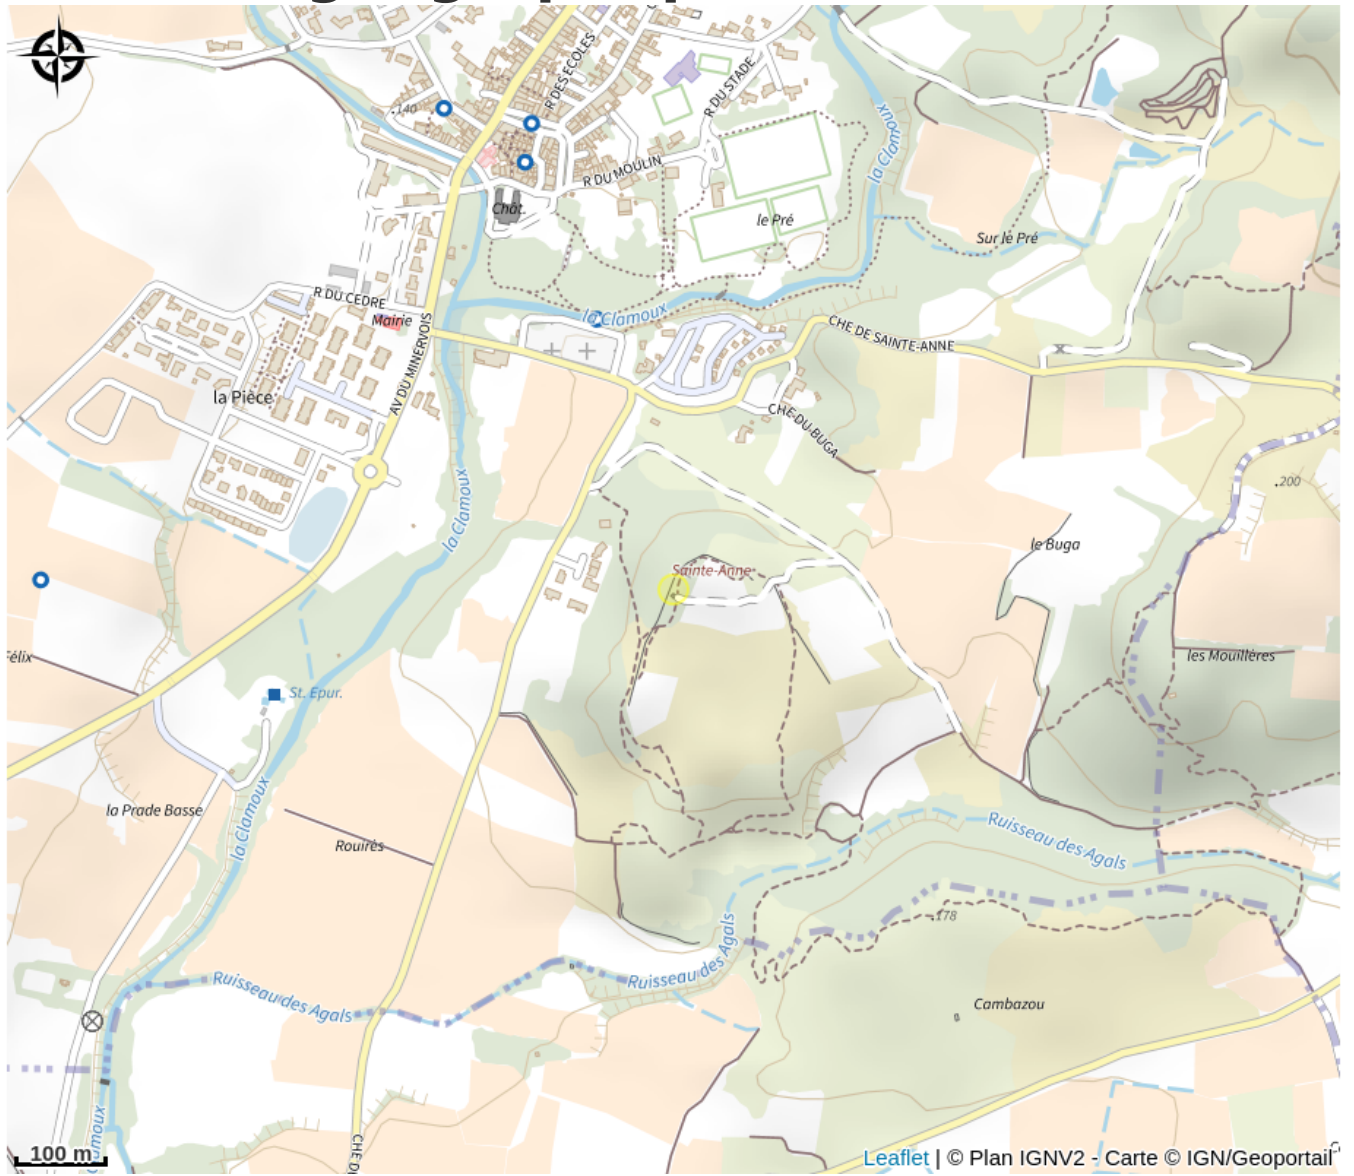 R DES ECOLES
R DU STADE
.140
la Clamoux
R DU MOULIN
Chât.
le Pré
Sur le Pré
R DU CEDRE
Mairie
la Clamoux
CHE DE SAINTE-ANNE
AV DU MINERVOIS
la Pièce
CHE DU BUGA
la Clamoux
.200
le Buga
Sainte-Anne
Félix
les Mouillères
St. Epur.
la Prade Basse
la Clamoux
Rouirès
Ruisseau des Agals
.178
Ruisseau des Agals
Ruisseau des Agals
Cambazou
100 m
Leaflet | © Plan IGNV2 - Carte © IGN/Geoportail